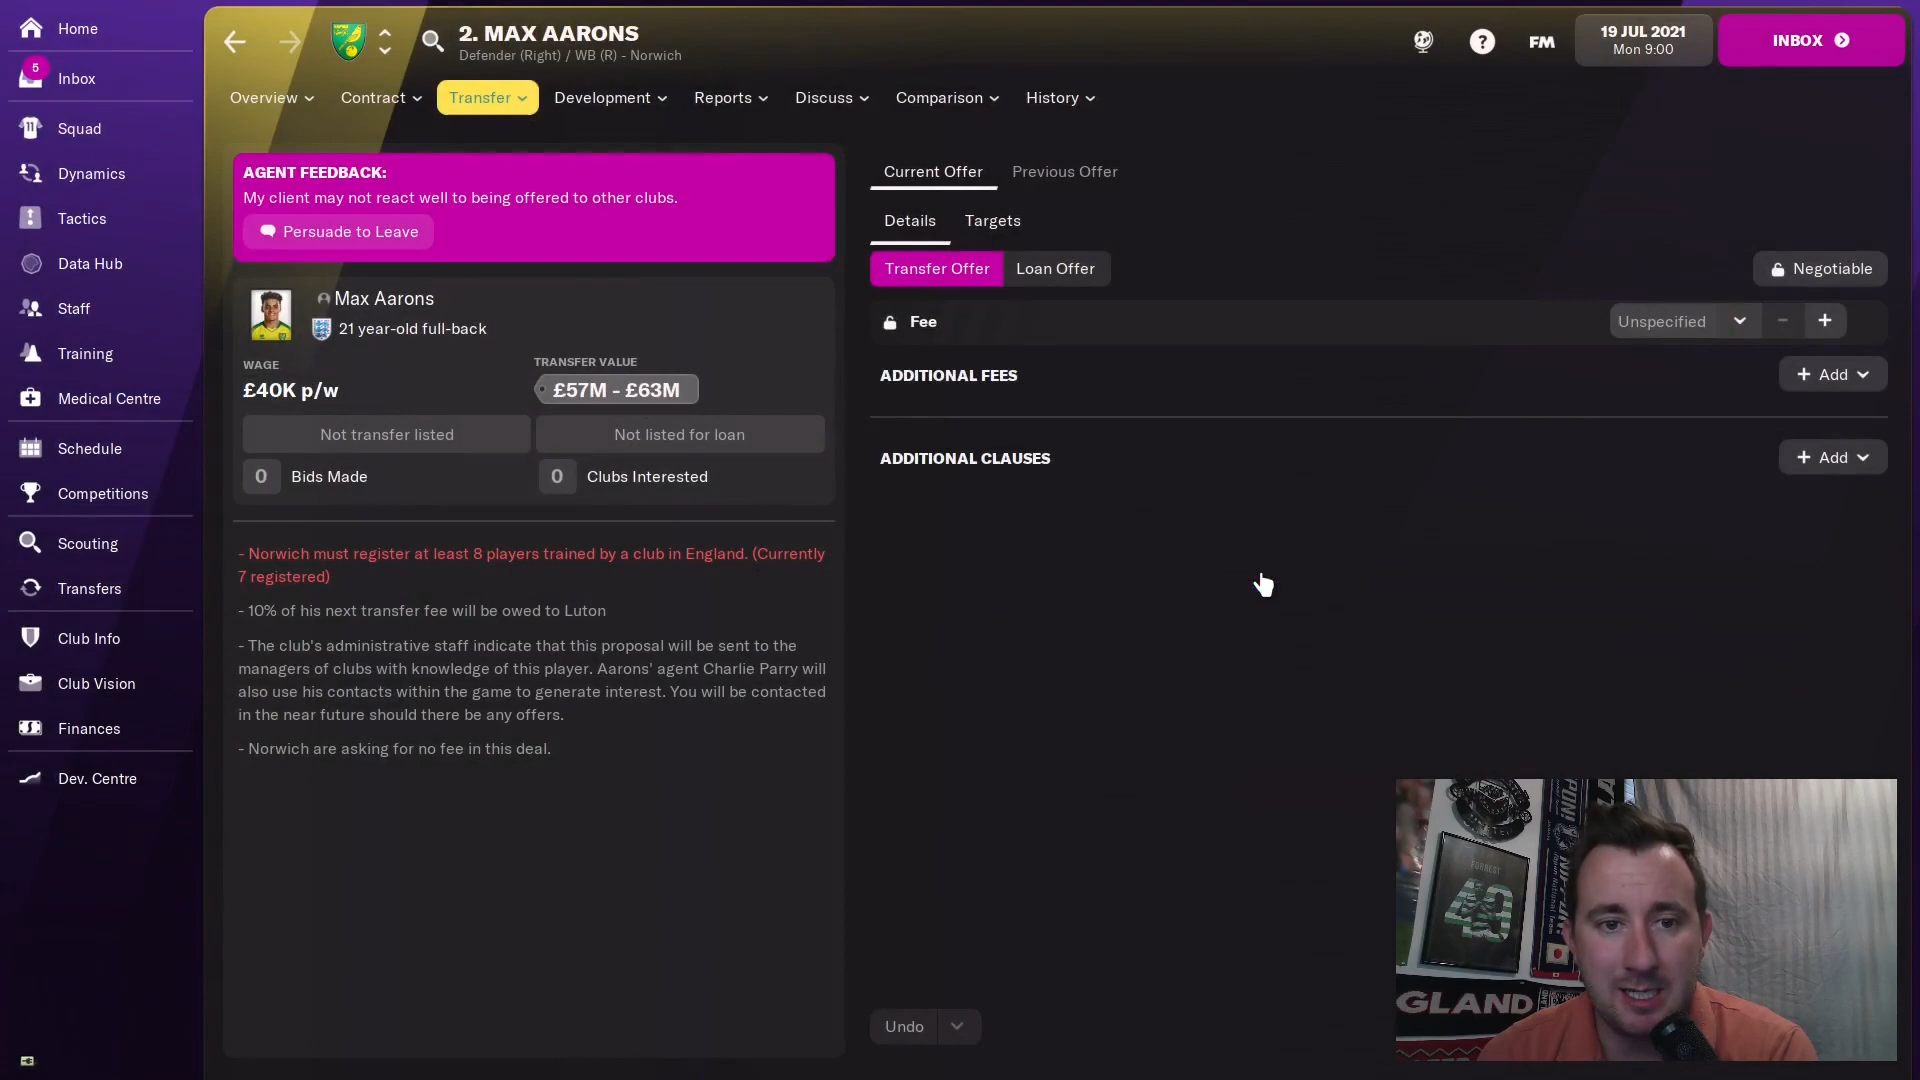 Home
5
Inbox
Squad
Dynamics
Tactics
Data Hub
Staff
Training
Medical Centre
Schedule
Competitions
Scouting
Transfers
Club Info
Club Vision
Finances
Dev. Centre
2. MAX AARONS
Defender (Right) / WB (R) - Norwich
?
FM
19 JUL 2021
Mon 9:00
INBOX
Overview
Contract
Transfer
Development
Reports
Discuss
Comparison
History
AGENT FEEDBACK:
My client may not react well to being offered to other clubs.
Persuade to Leave
Max Aarons
21 year-old full-back
WAGE
£40K p/w
TRANSFER VALUE
£57M - £63M
Not transfer listed
Not listed for loan
0 Bids Made
0 Clubs Interested
- Norwich must register at least 8 players trained by a club in England. (Currently
7 registered)
- 10% of his next transfer fee will be owed to Luton
- The club's administrative staff indicate that this proposal will be sent to the
managers of clubs with knowledge of this player. Aarons' agent Charlie Parry will
also use his contacts within the game to generate interest. You will be contacted
in the near future should there be any offers.
- Norwich are asking for no fee in this deal.
Current Offer
Previous Offer
Details
Targets
Transfer Offer
Loan Offer
Negotiable
Fee
Unspecified
- +
ADDITIONAL FEES
+ Add
ADDITIONAL CLAUSES
+ Add
Undo
FORREST
49
GLAND